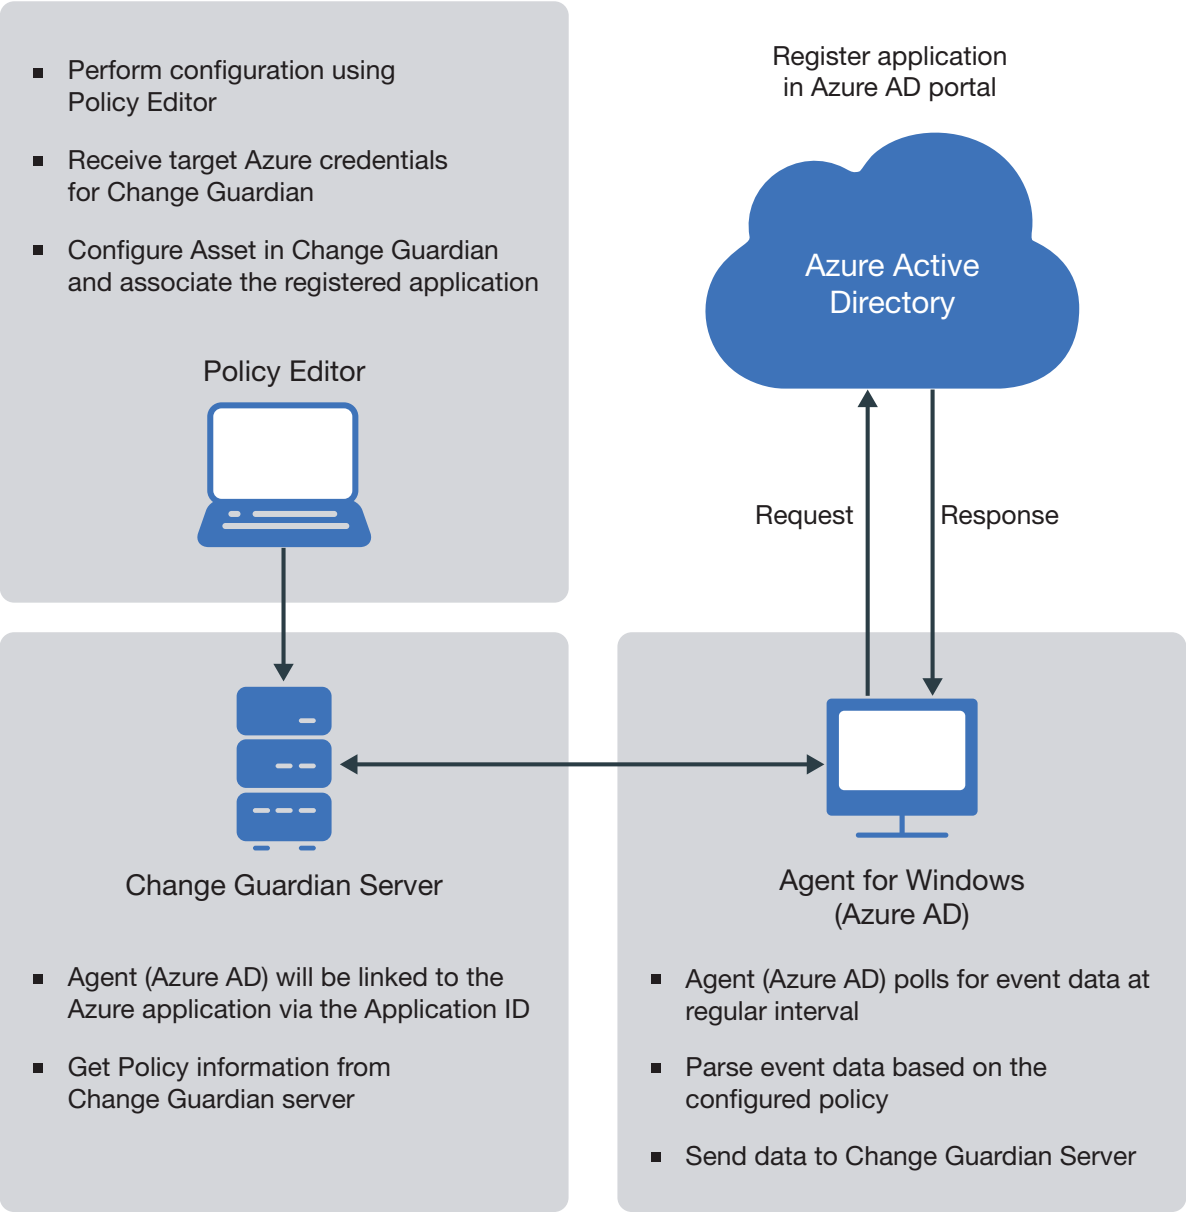 Perform configuration using
Policy Editor
Receive target Azure credentials
for Change Guardian
Configure Asset in Change Guardian
and associate the registered application
Policy Editor
Register application
in Azure AD portal
Azure Active
Directory
Request
Response
Change Guardian Server
Agent (Azure AD) will be linked to the
Azure application via the Application ID
Get Policy information from
Change Guardian server
Agent for Windows
(Azure AD)
Agent (Azure AD) polls for event data at
regular interval
Parse event data based on the
configured policy
Send data to Change Guardian Server